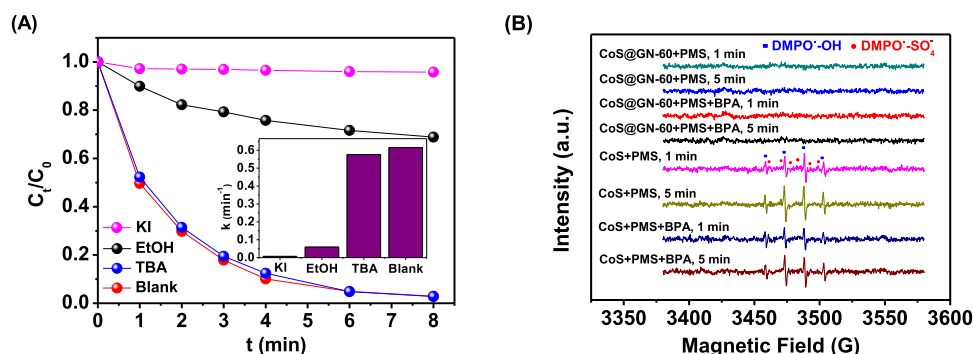 (A)
1.0
0.8
0.6
0.4
0.2
0.0
Cₜ/C₀
KI
EtOH
TBA
Blank
0 1 2 3 4 5 6 7 8
t (min)
0.6
0.5
0.4
0.3
0.2
0.1
0.0
k (min⁻¹)
KI EtOH TBA Blank
(B)
DMPO˙-OH DMPO˙-SO₄⁻
CoS@GN-60+PMS, 1 min
CoS@GN-60+PMS, 5 min
CoS@GN-60+PMS+BPA, 1 min
CoS@GN-60+PMS+BPA, 5 min
CoS+PMS, 1 min
CoS+PMS, 5 min
CoS+PMS+BPA, 1 min
CoS+PMS+BPA, 5 min
Intensity (a.u.)
3350 3400 3450 3500 3550 3600
Magnetic Field (G)